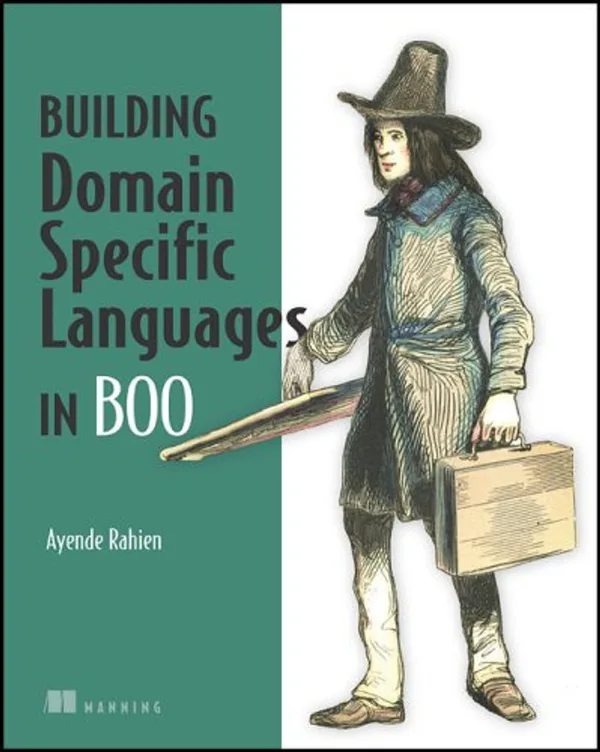 BUILDING
Domain
Specific
Languages
IN BOO
Ayende Rahien
MANNING